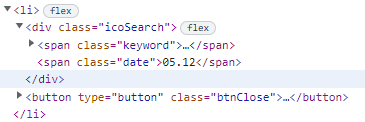 <li> flex
<div class="icoSearch"> flex
<span class="keyword">…</span>
<span class="date">05.12</span>
</div>
<button type="button" class="btnClose">…</button>
</li>